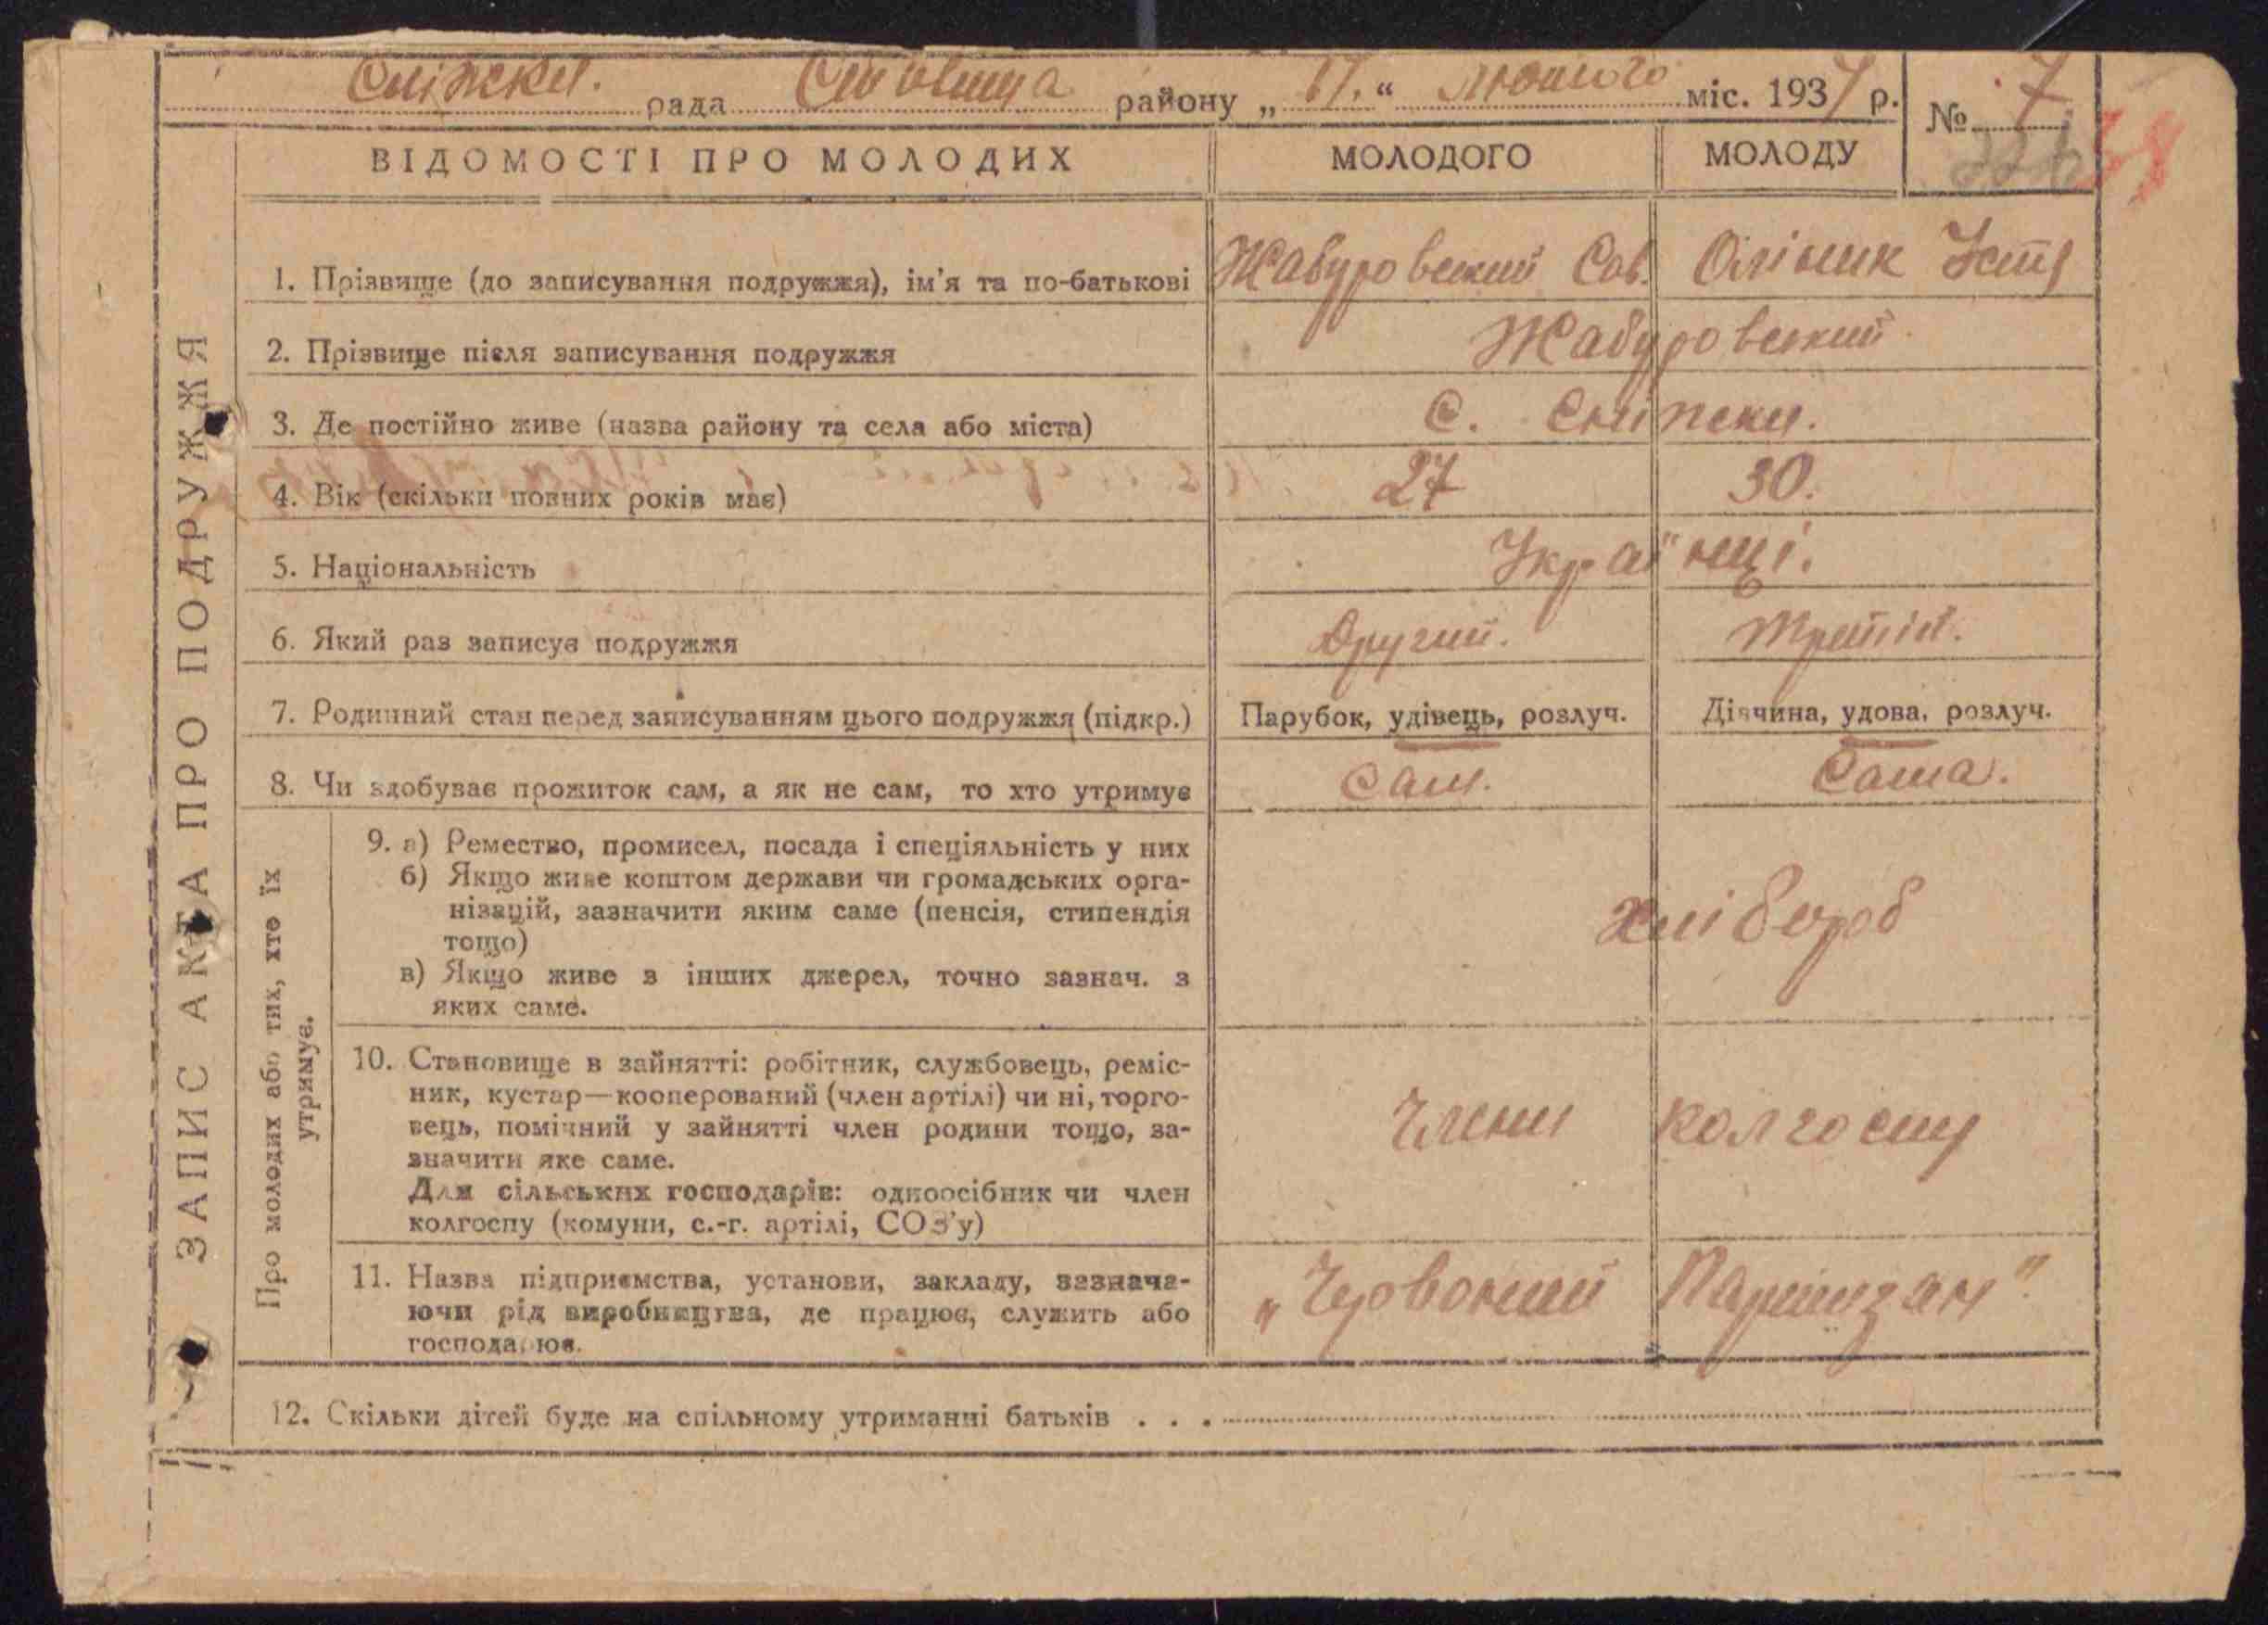 Сніжки. рада Ставища району „ 17. “ Лютого міс. 1937 р.
№ 7
ВІДОМОСТІ ПРО МОЛОДИХ МОЛОДОГО МОЛОДУ
1. Прізвище (до записування подружжя), ім'я та по-батькові Жабуровский Сав. Олійник Устя
2. Прізвище після записування подружжя Жабуровский
3. Де постійно живе (назва району та села або міста) С. Сніжки.
4. Вік (скільки повних років має) 27 30.
5. Національність Українці.
6. Який раз записує подружжя Другий. Третій.
7. Родинний стан перед записуванням цього подружжя (підкр.) Парубок, удівець, розлуч. Дівчина, удова, розлуч.
8. Чи здобуває прожиток сам, а як не сам, то хто утримує Сам. Сама.
9. а) Ремество, промисел, посада і спеціяльність у них
б) Якщо живе коштом держави чи громадських орга-
нізацій, зазначити яким саме (пенсія, стипендія
тощо)
в) Якщо живе з інших джерел, точно зазнач. з
яких саме.
хлібороб
10. Становище в зайнятті: робітник, службовець, реміс-
ник, кустар—кооперований (член артілі) чи ні, торго-
вець, помічний у зайнятті член родини тощо, за-
значити яке саме.
Для сільських господарів: одноосібник чи член
колгоспу (комуни, с.-г. артілі, СОЗ'у)
Члени колгоспу
11. Назва підприємства, установи, закладу, зазнача-
ючи рід виробництва, де працює, служить або
господарює.
„Червоний Партизан"
12. Скільки дітей буде на спільному утриманні батьків . . .
ЗАПИС АКТА ПРО ПОДРУЖЖЯ
Про молодих або тих, хто їх
утримує.